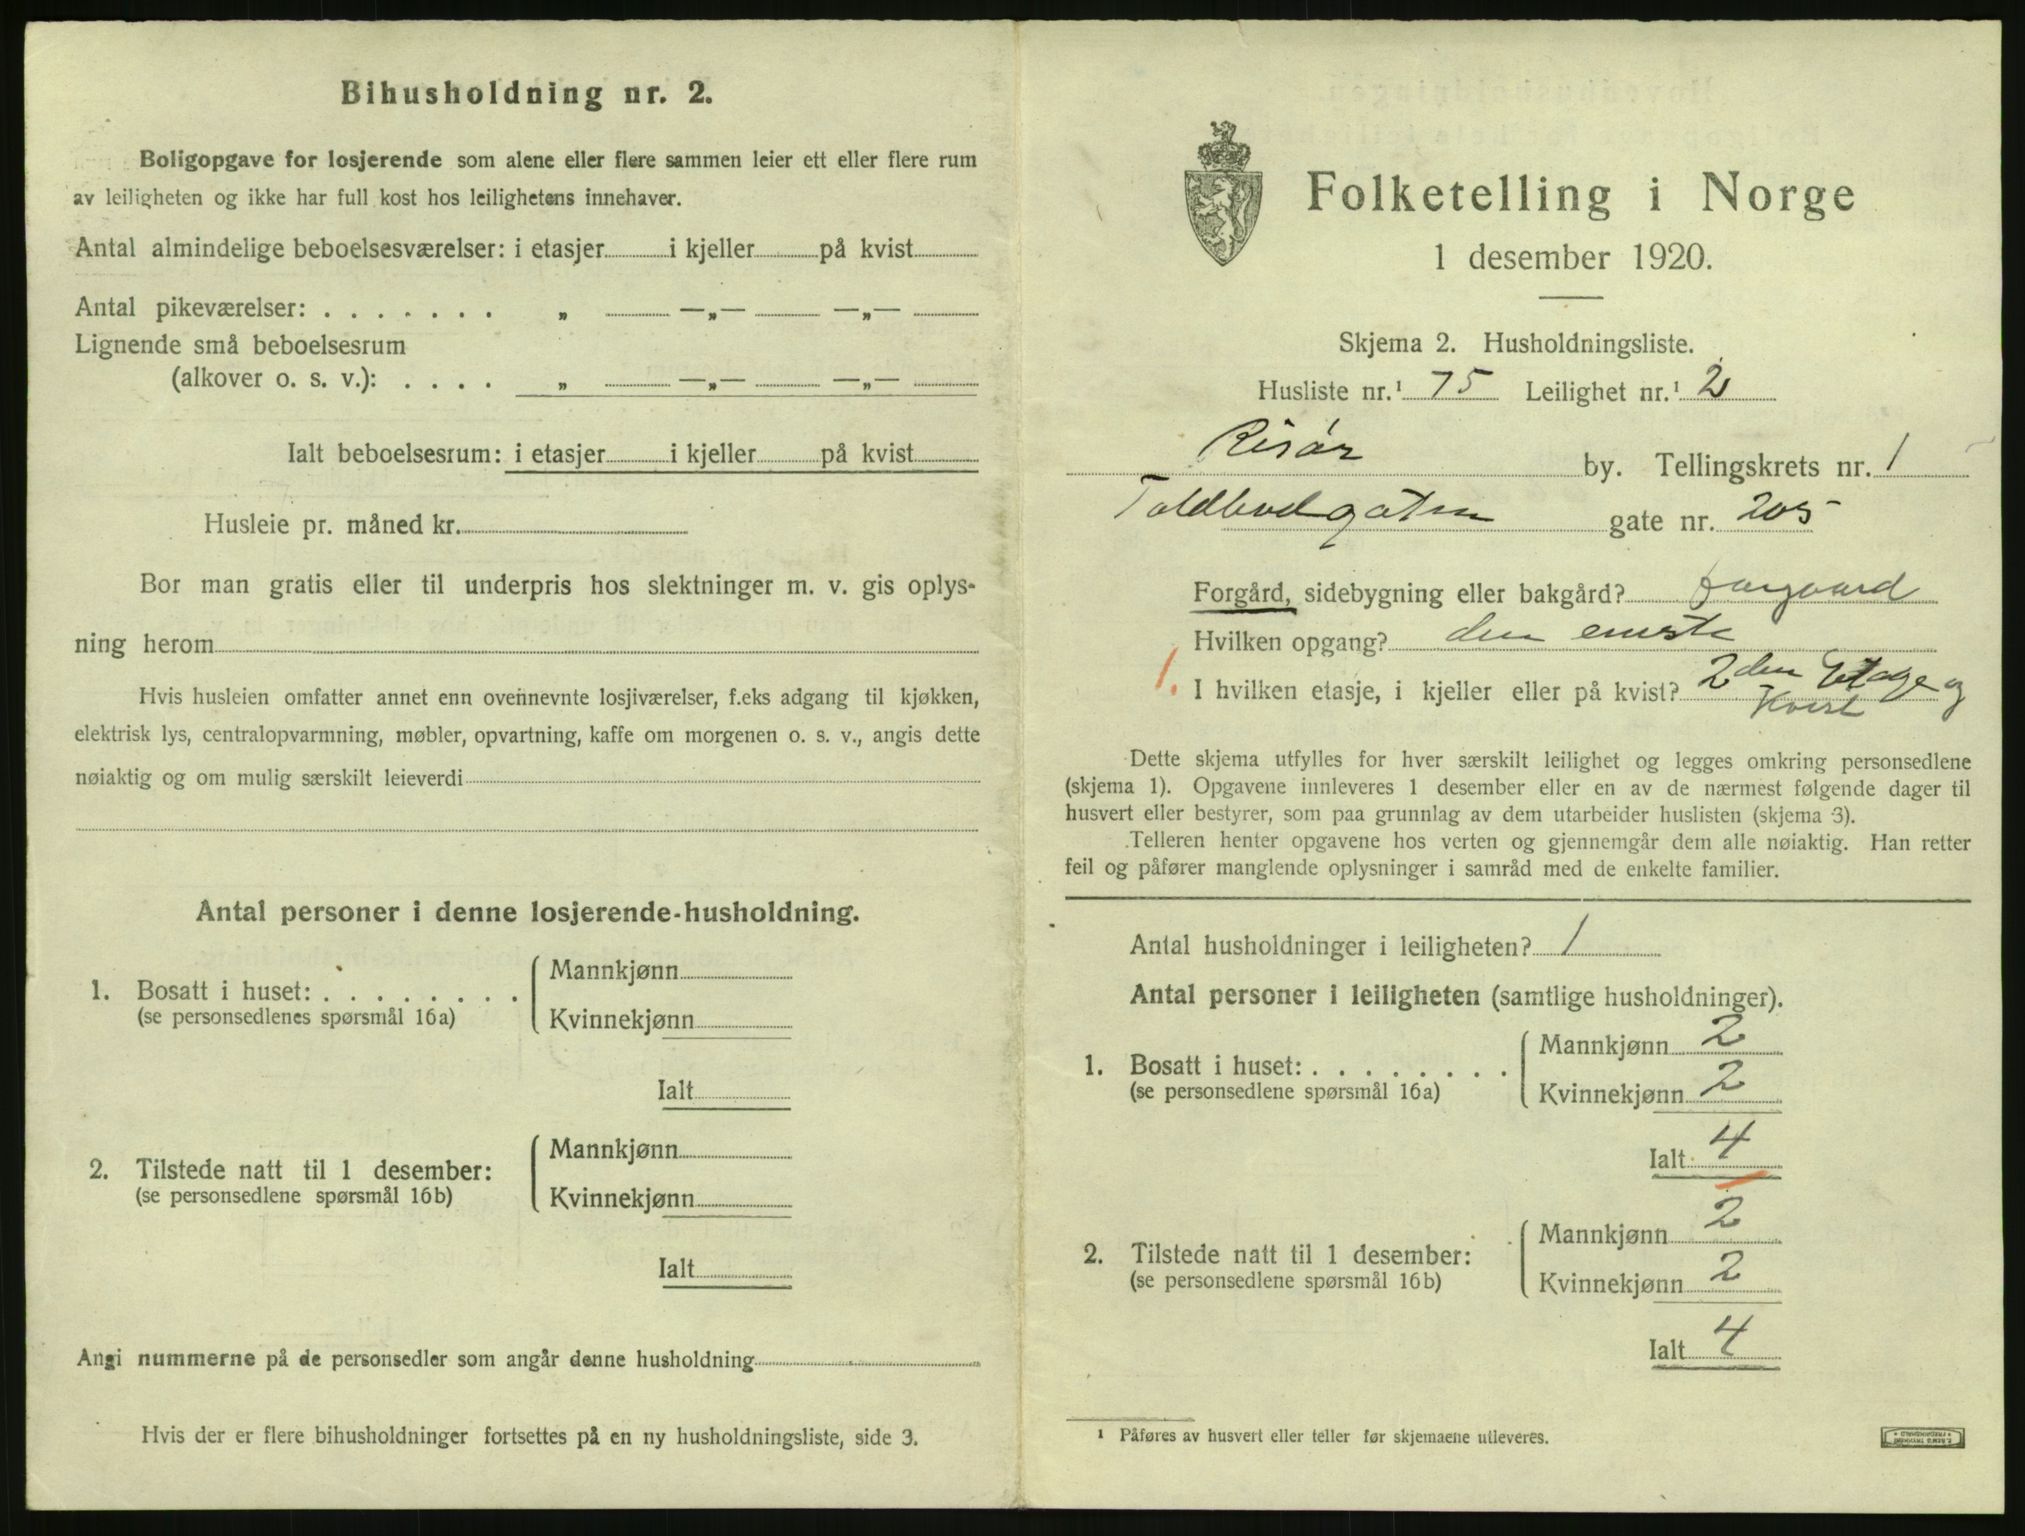 Bihusholdning nr. 2.
Boligopgave for losjerende som alene eller flere sammen leier ett eller flere rum
av leiligheten og ikke har full kost hos leilighetens innehaver.
Antal almindelige beboelsesværelser: i etasjer i kjeller på kvist
Antal pikeværelser: . . . . . . . „ —„— —„—
Lignende små beboelsesrum
(alkover o. s. v.): . . . . „ —„— —„—
Ialt beboelsesrum: i etasjer i kjeller på kvist
Husleie pr. måned kr.
Bor man gratis eller til underpris hos slektninger m. v. gis oplys-
ning herom
Hvis husleien omfatter annet enn ovennevnte losjiværelser, f.eks adgang til kjøkken,
elektrisk lys, centralopvarmning, møbler, opvartning, kaffe om morgenen o. s. v., angis dette
nøiaktig og om mulig særskilt leieverdi
Antal personer i denne losjerende-husholdning.
1. Bosatt i huset: . . . . . . . .
(se personsedlenes spørsmål 16a)
Mannkjønn
Kvinnekjønn
Ialt
2. Tilstede natt til 1 desember:
(se personsedlene spørsmål 16b)
Mannkjønn
Kvinnekjønn
Ialt
Angi nummerne på de personsedler som angår denne husholdning
Hvis der er flere bihusholdninger fortsettes på en ny husholdningsliste, side 3.
Folketelling i Norge
1 desember 1920.
Skjema 2. Husholdningsliste.
Husliste nr.¹ 75 Leilighet nr.¹ 2
Risør by. Tellingskrets nr. 1
Toldbodgaten gate nr. 205
Forgård, sidebygning eller bakgård? forgaard
Hvilken opgang? den eneste
1. I hvilken etasje, i kjeller eller på kvist? 2den Etage og
Kvist
Dette skjema utfylles for hver særskilt leilighet og legges omkring personsedlene
(skjema 1). Opgavene innleveres 1 desember eller en av de nærmest følgende dager til
husvert eller bestyrer, som paa grunnlag av dem utarbeider huslisten (skjema 3).
Telleren henter opgavene hos verten og gjennemgår dem alle nøiaktig. Han retter
feil og påfører manglende oplysninger i samråd med de enkelte familier.
Antal husholdninger i leiligheten? 1
Antal personer i leiligheten (samtlige husholdninger).
1. Bosatt i huset: . . . . . . . .
(se personsedlene spørsmål 16a)
Mannkjønn 2
Kvinnekjønn 2
Ialt 4
2. Tilstede natt til 1 desember:
(se personsedlene spørsmål 16b)
Mannkjønn 2
Kvinnekjønn 2
Ialt 4
¹ Påføres av husvert eller teller før skjemaene utleveres.